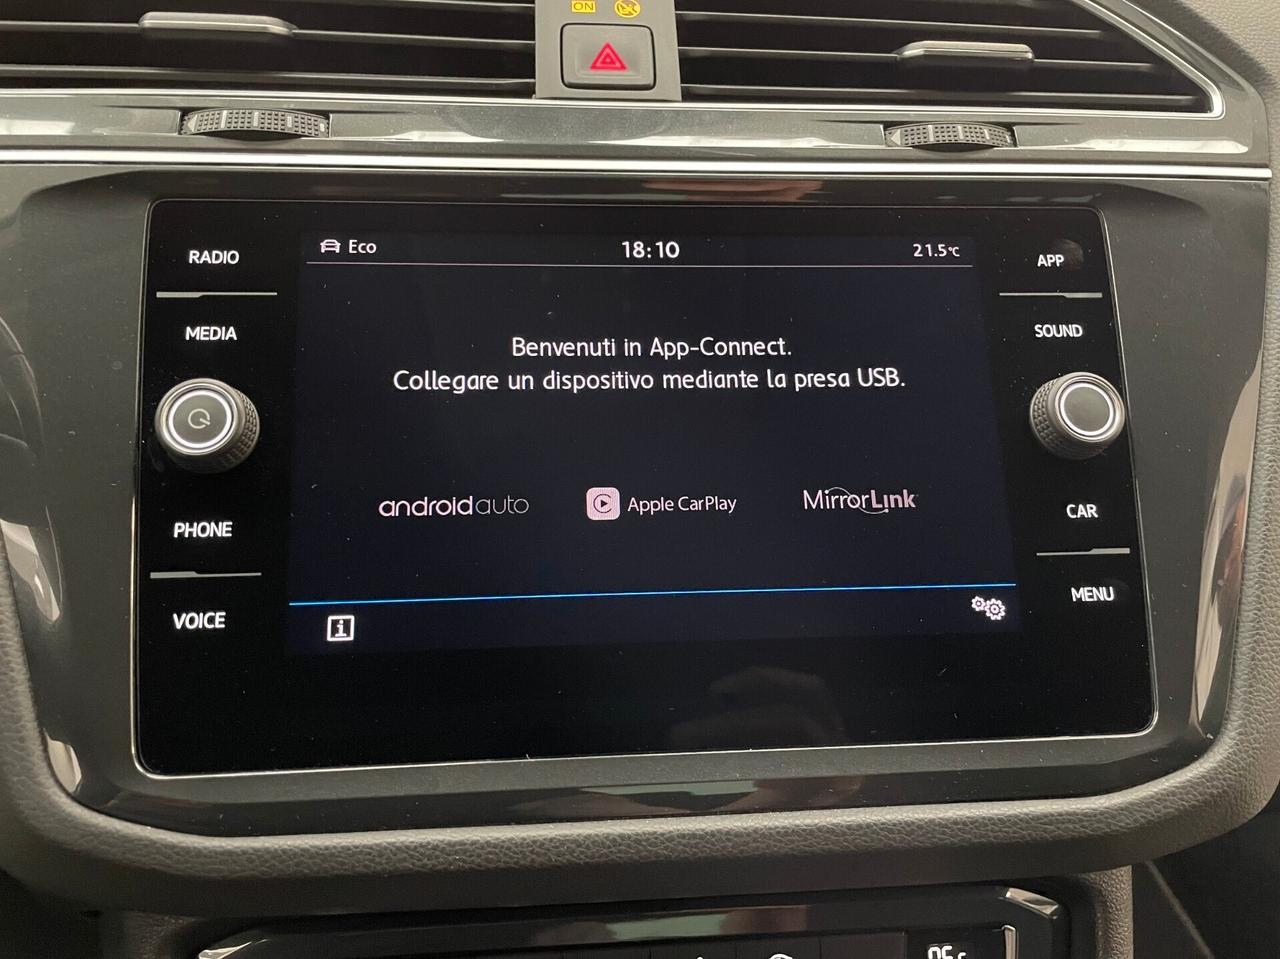 ON
RADIO
MEDIA
PHONE
VOICE
Eco
18:10
21.5°C
Benvenuti in App-Connect.
Collegare un dispositivo mediante la presa USB.
androidauto
Apple CarPlay
MirrorLink
APP
SOUND
CAR
MENU